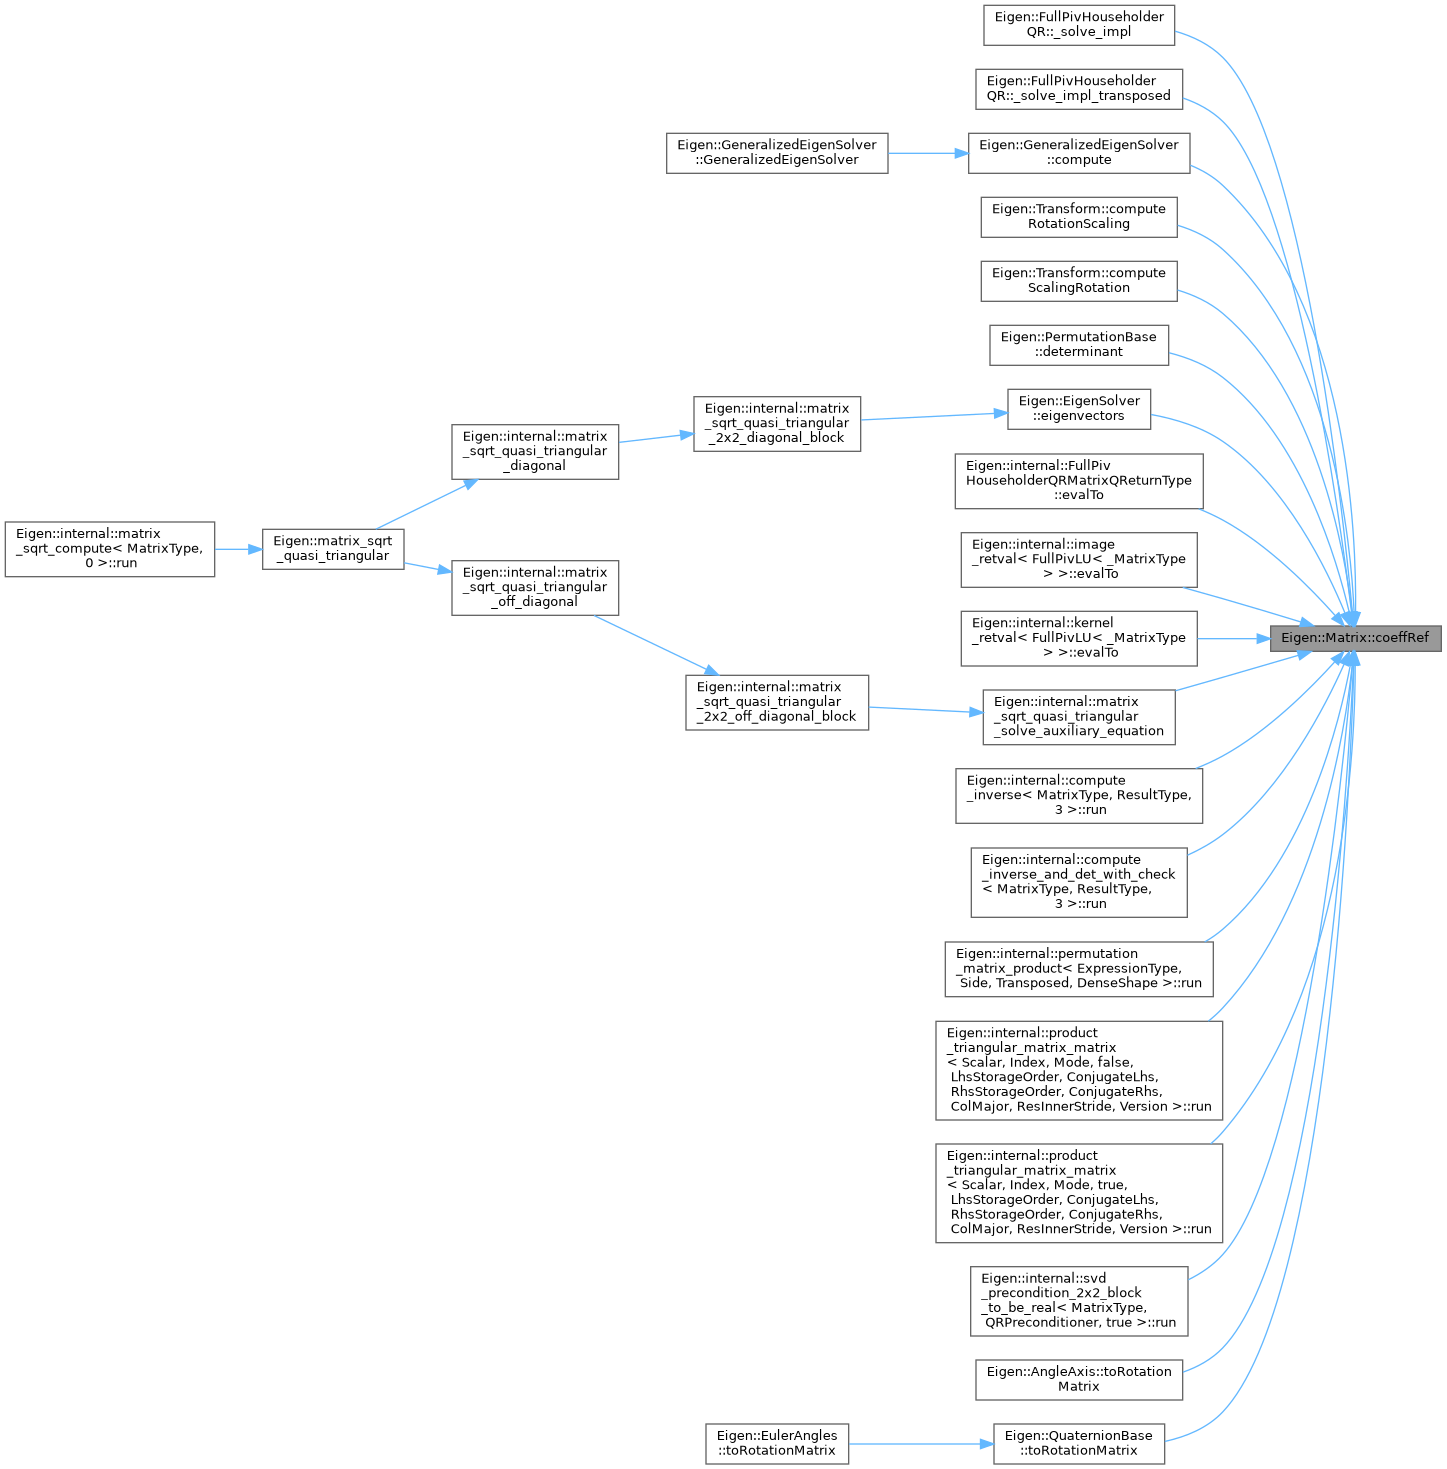 Eigen::FullPivHouseholder
QR::_solve_impl
Eigen::FullPivHouseholder
QR::_solve_impl_transposed
Eigen::GeneralizedEigenSolver
::GeneralizedEigenSolver
Eigen::GeneralizedEigenSolver
::compute
Eigen::Transform::compute
RotationScaling
Eigen::Transform::compute
ScalingRotation
Eigen::PermutationBase
::determinant
Eigen::EigenSolver
::eigenvectors
Eigen::internal::matrix
_sqrt_quasi_triangular
_2x2_diagonal_block
Eigen::internal::matrix
_sqrt_quasi_triangular
_diagonal
Eigen::internal::FullPiv
HouseholderQRMatrixQReturnType
::evalTo
Eigen::internal::matrix
_sqrt_compute< MatrixType,
0 >::run
Eigen::matrix_sqrt
_quasi_triangular
Eigen::internal::image
_retval< FullPivLU< _MatrixType
> >::evalTo
Eigen::internal::matrix
_sqrt_quasi_triangular
_off_diagonal
Eigen::internal::kernel
_retval< FullPivLU< _MatrixType
> >::evalTo
Eigen::Matrix::coeffRef
Eigen::internal::matrix
_sqrt_quasi_triangular
_2x2_off_diagonal_block
Eigen::internal::matrix
_sqrt_quasi_triangular
_solve_auxiliary_equation
Eigen::internal::compute
_inverse< MatrixType, ResultType,
3 >::run
Eigen::internal::compute
_inverse_and_det_with_check
< MatrixType, ResultType,
3 >::run
Eigen::internal::permutation
_matrix_product< ExpressionType,
Side, Transposed, DenseShape >::run
Eigen::internal::product
_triangular_matrix_matrix
< Scalar, Index, Mode, false,
LhsStorageOrder, ConjugateLhs,
RhsStorageOrder, ConjugateRhs,
ColMajor, ResInnerStride, Version >::run
Eigen::internal::product
_triangular_matrix_matrix
< Scalar, Index, Mode, true,
LhsStorageOrder, ConjugateLhs,
RhsStorageOrder, ConjugateRhs,
ColMajor, ResInnerStride, Version >::run
Eigen::internal::svd
_precondition_2x2_block
_to_be_real< MatrixType,
QRPreconditioner, true >::run
Eigen::AngleAxis::toRotation
Matrix
Eigen::EulerAngles
::toRotationMatrix
Eigen::QuaternionBase
::toRotationMatrix